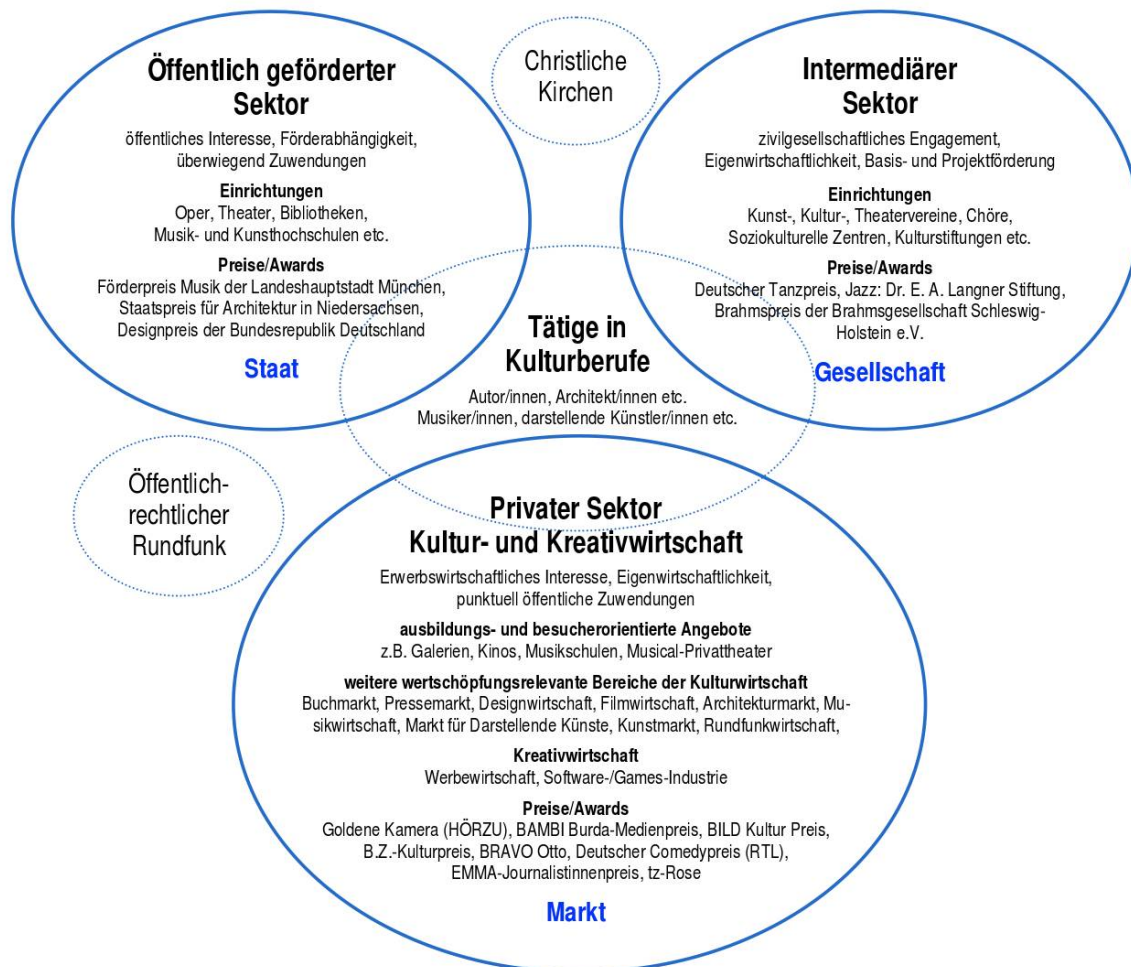 Öffentlich geförderter
Sektor
öffentliches Interesse, Förderabhängigkeit,
überwiegend Zuwendungen
Einrichtungen
Oper, Theater, Bibliotheken,
Musik- und Kunsthochschulen etc.
Preise/Awards
Förderpreis Musik der Landeshauptstadt München,
Staatspreis für Architektur in Niedersachsen,
Designpreis der Bundesrepublik Deutschland
Staat
Christliche
Kirchen
Intermediärer
Sektor
zivilgesellschaftliches Engagement,
Eigenwirtschaftlichkeit, Basis- und Projektförderung
Einrichtungen
Kunst-, Kultur-, Theatervereine, Chöre,
Soziokulturelle Zentren, Kulturstiftungen etc.
Preise/Awards
Deutscher Tanzpreis, Jazz: Dr. E. A. Langner Stiftung,
Brahmspreis der Brahmsgesellschaft Schleswig-
Holstein e.V.
Gesellschaft
Tätige in
Kulturberufe
Autor/innen, Architekt/innen etc.
Musiker/innen, darstellende Künstler/innen etc.
Öffentlich-
rechtlicher
Rundfunk
Privater Sektor
Kultur- und Kreativwirtschaft
Erwerbswirtschaftliches Interesse, Eigenwirtschaftlichkeit,
punktuell öffentliche Zuwendungen
ausbildungs- und besucherorientierte Angebote
z.B. Galerien, Kinos, Musikschulen, Musical-Privattheater
weitere wertschöpfungsrelevante Bereiche der Kulturwirtschaft
Buchmarkt, Pressemarkt, Designwirtschaft, Filmwirtschaft, Architekturmarkt, Mu-
sikwirtschaft, Markt für Darstellende Künste, Kunstmarkt, Rundfunkwirtschaft,
Kreativwirtschaft
Werbewirtschaft, Software-/Games-Industrie
Preise/Awards
Goldene Kamera (HÖRZU), BAMBI Burda-Medienpreis, BILD Kultur Preis,
B.Z.-Kulturpreis, BRAVO Otto, Deutscher Comedypreis (RTL),
EMMA-Journalistinnenpreis, tz-Rose
Markt